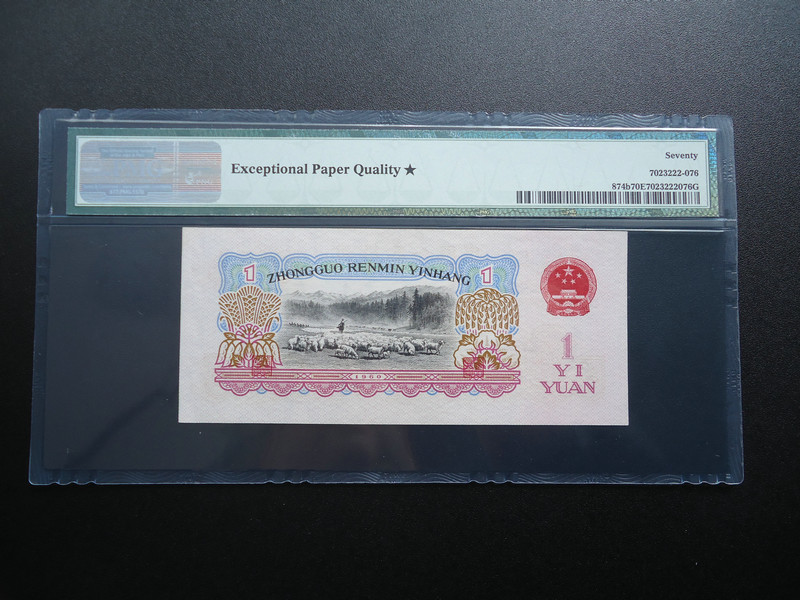 Exceptional Paper Quality ★
Seventy
7023222-076
874b70E7023222076G
ZHONGGUO RENMIN YINHANG
1
1
1
YI
YUAN
1960